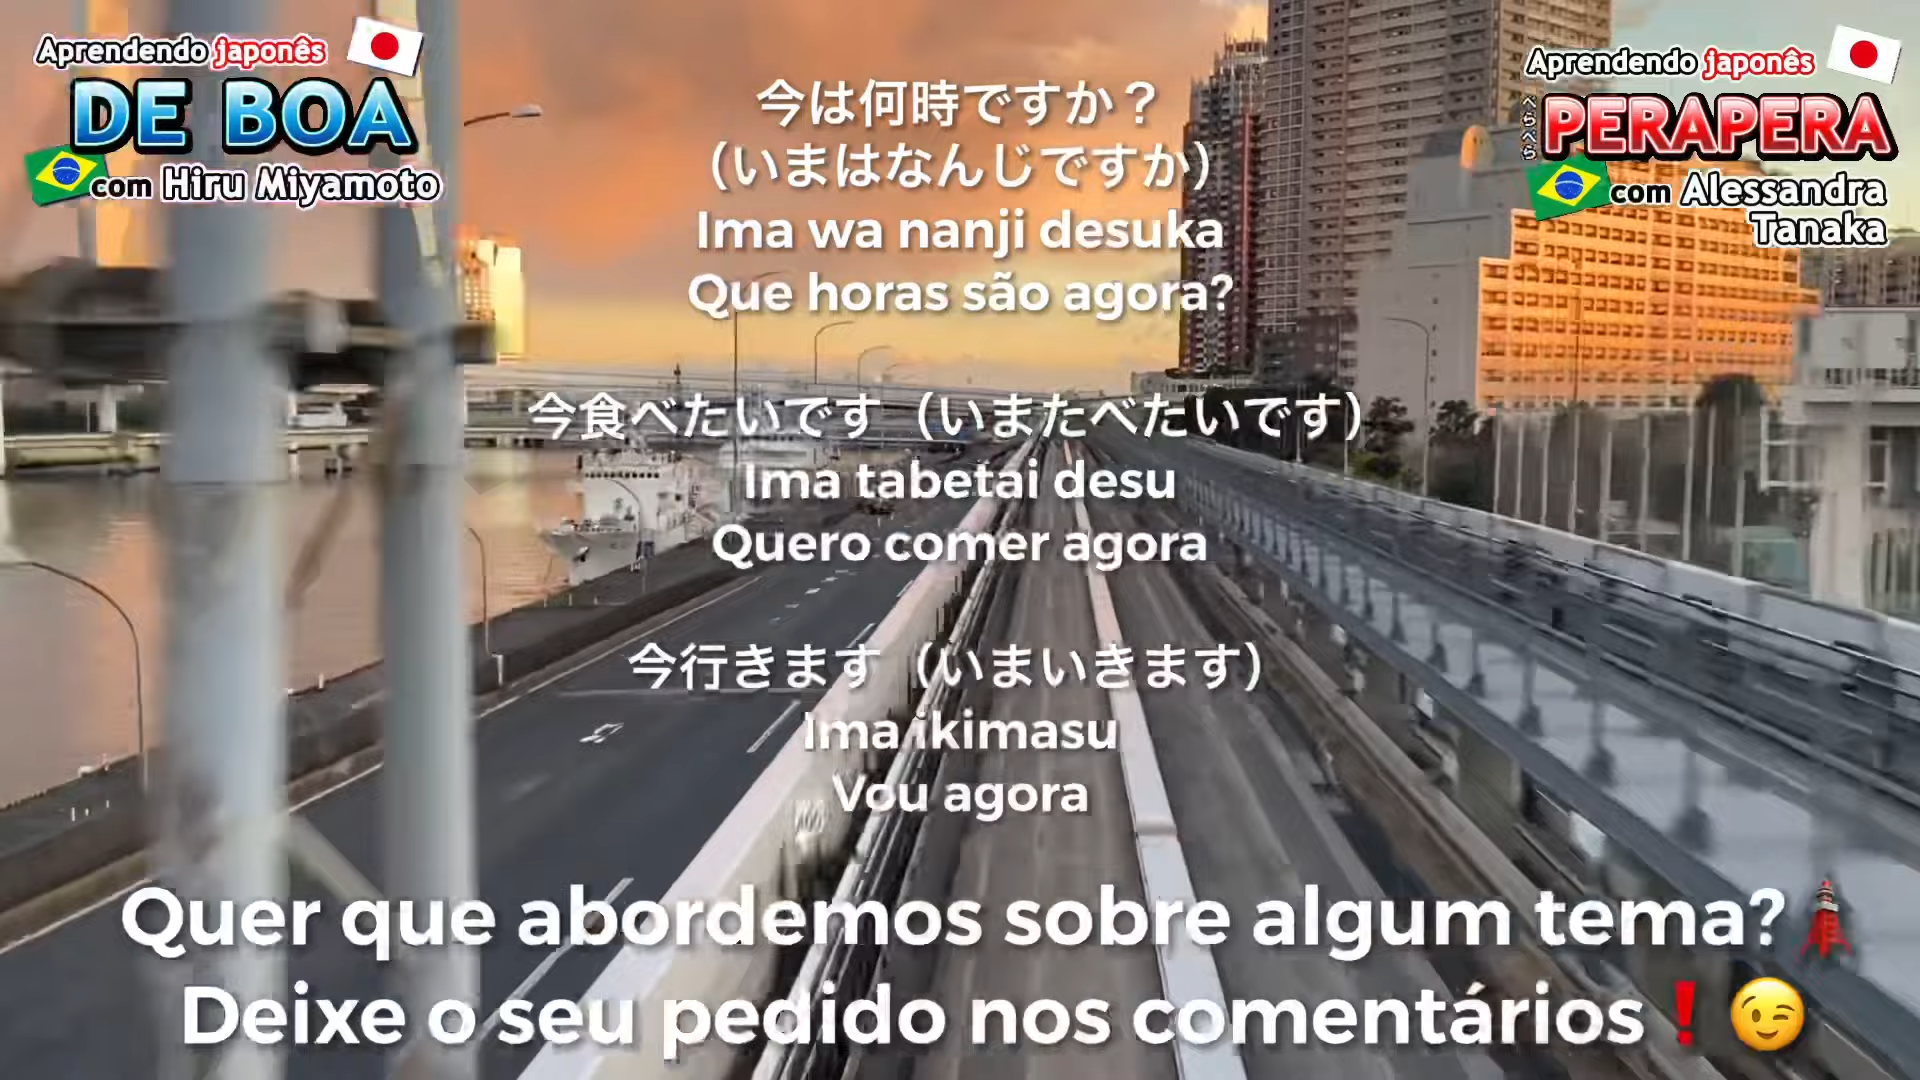 Aprendendo japonês
DE BOA
com Hiru Miyamoto
Aprendendo japonês
ぺらぺら
PERAPERA
com Alessandra
Tanaka
今は何時ですか？
（いまはなんじですか）
Ima wa nanji desuka
Que horas são agora?
今食べたいです（いまたべたいです）
Ima tabetai desu
Quero comer agora
今行きます（いまいきます）
Ima ikimasu
Vou agora
Quer que abordemos sobre algum tema?🗼
Deixe o seu pedido nos comentários❗😉